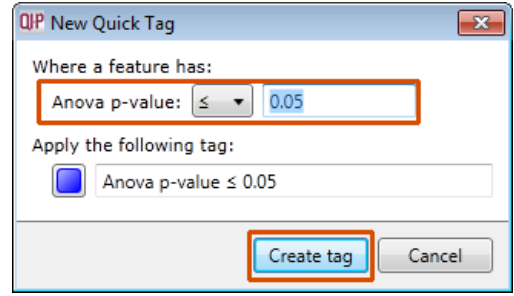 QIP New Quick Tag
Where a feature has:
Anova p-value: ≤ 0.05
Apply the following tag:
Anova p-value ≤ 0.05
Create tag Cancel